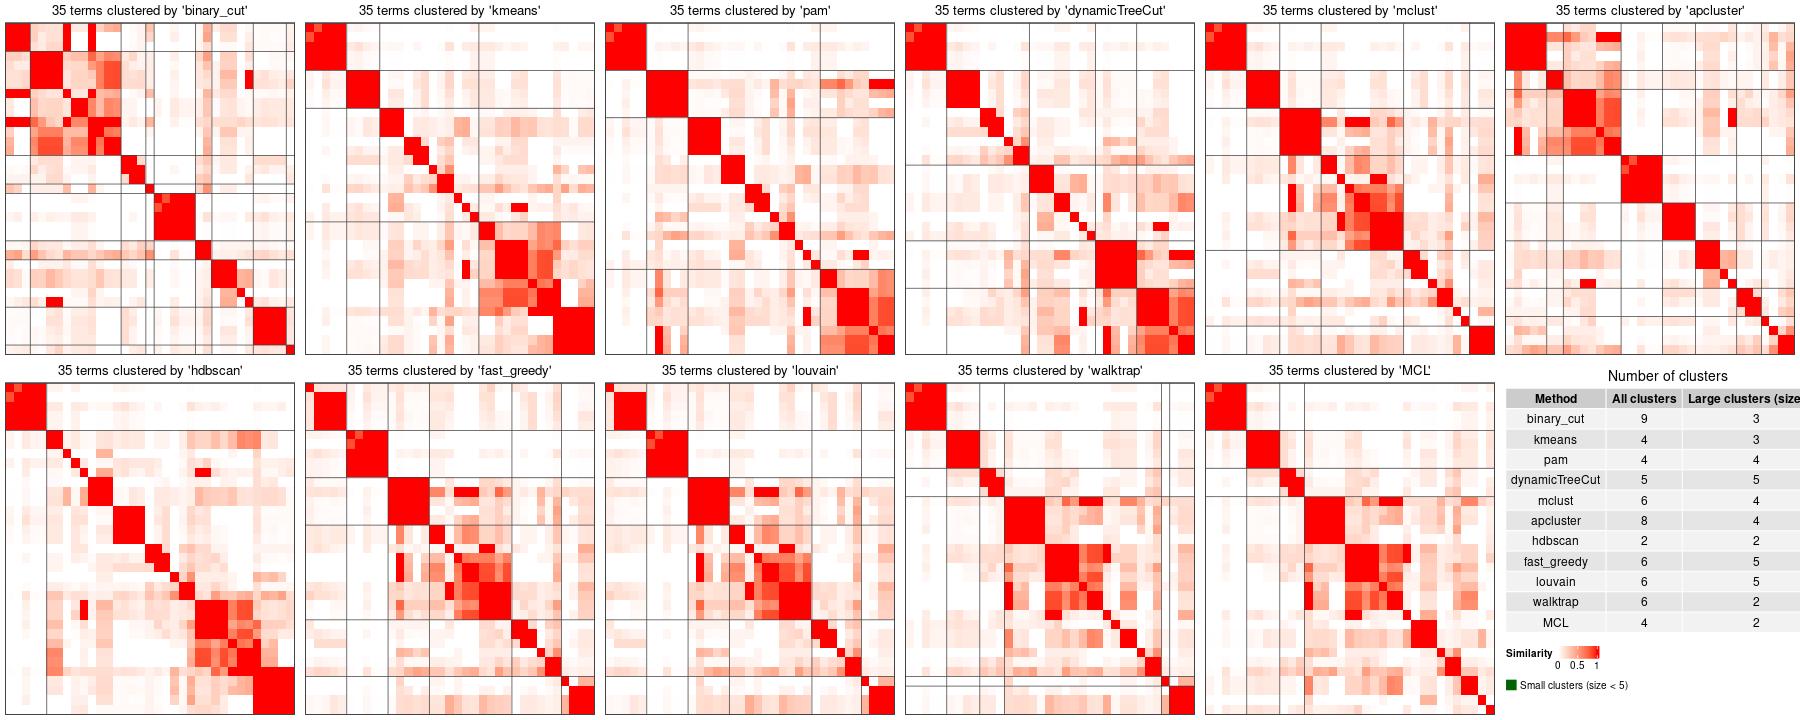 35 terms clustered by 'binary_cut'
35 terms clustered by 'kmeans'
35 terms clustered by 'pam'
35 terms clustered by 'dynamicTreeCut'
35 terms clustered by 'mclust'
35 terms clustered by 'apcluster'
35 terms clustered by 'hdbscan'
35 terms clustered by 'fast_greedy'
35 terms clustered by 'louvain'
35 terms clustered by 'walktrap'
35 terms clustered by 'MCL'
Number of clusters
Method All clusters Large clusters (size
binary_cut 9 3
kmeans 4 3
pam 4 4
dynamicTreeCut 5 5
mclust 6 4
apcluster 8 4
hdbscan 2 2
fast_greedy 6 5
louvain 6 5
walktrap 6 2
MCL 4 2
Similarity
0 0.5 1
Small clusters (size < 5)